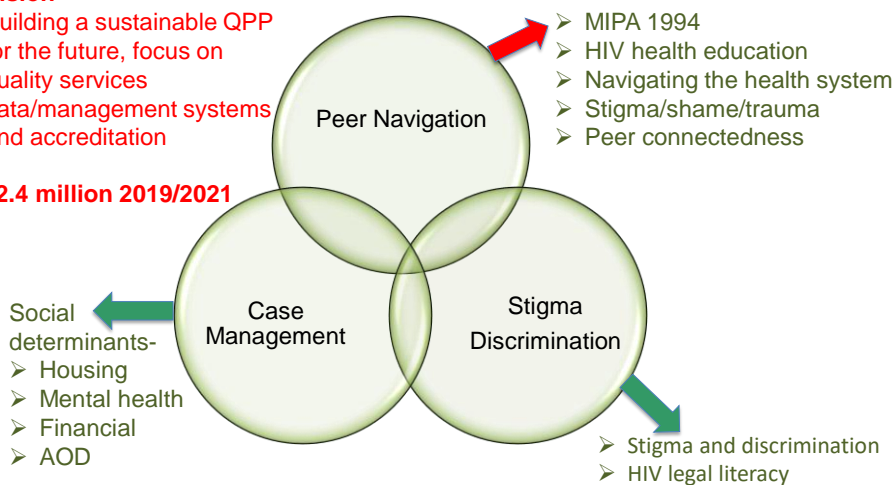 uilding a sustainable QPP
or the future, focus on
uality services
ata/management systems
nd accreditation
2.4 million 2019/2021
Peer Navigation
➢ MIPA 1994
➢ HIV health education
➢ Navigating the health system
➢ Stigma/shame/trauma
➢ Peer connectedness
Case
Management
Stigma
Discrimination
Social
determinants-
➢ Housing
➢ Mental health
➢ Financial
➢ AOD
➢ Stigma and discrimination
➢ HIV legal literacy